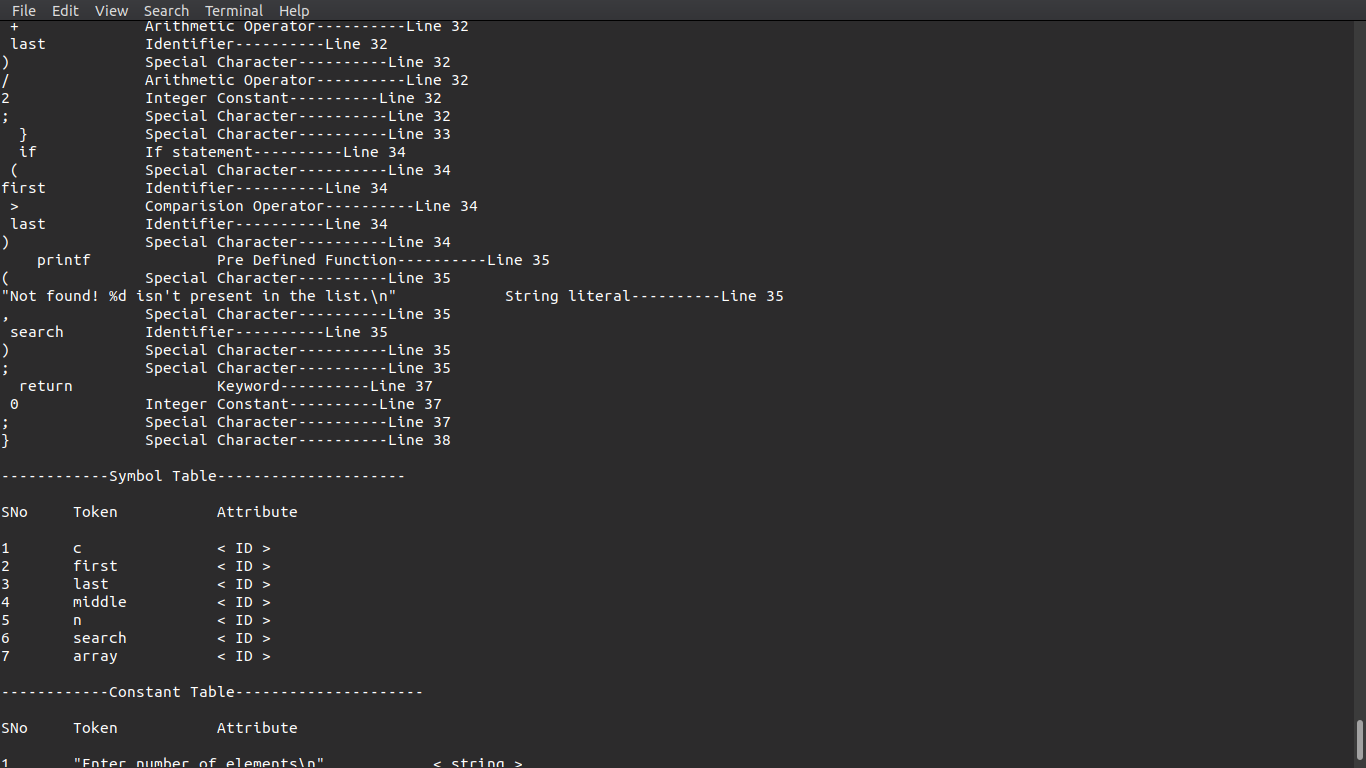 File Edit View Search Terminal Help
+ Arithmetic Operator----------Line 32
last Identifier----------Line 32
) Special Character----------Line 32
/ Arithmetic Operator----------Line 32
2 Integer Constant----------Line 32
; Special Character----------Line 32
} Special Character----------Line 33
if If statement----------Line 34
( Special Character----------Line 34
first Identifier----------Line 34
> Comparision Operator----------Line 34
last Identifier----------Line 34
) Special Character----------Line 34
printf Pre Defined Function----------Line 35
( Special Character----------Line 35
"Not found! %d isn't present in the list.\n" String literal----------Line 35
, Special Character----------Line 35
search Identifier----------Line 35
) Special Character----------Line 35
; Special Character----------Line 35
return Keyword----------Line 37
0 Integer Constant----------Line 37
; Special Character----------Line 37
} Special Character----------Line 38
------------Symbol Table---------------------
SNo Token Attribute
1 c < ID >
2 first < ID >
3 last < ID >
4 middle < ID >
5 n < ID >
6 search < ID >
7 array < ID >
------------Constant Table---------------------
SNo Token Attribute
1 "Enter number of elements\n" < string >